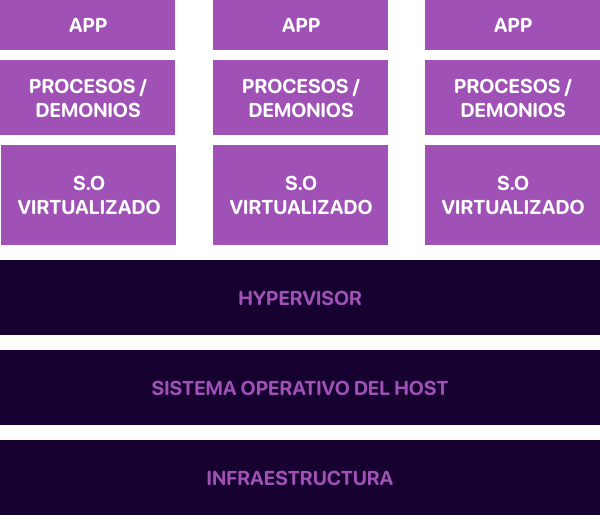 APP
APP
APP
PROCESOS /
DEMONIOS
PROCESOS /
DEMONIOS
PROCESOS /
DEMONIOS
S.O
VIRTUALIZADO
S.O
VIRTUALIZADO
S.O
VIRTUALIZADO
HYPERVISOR
SISTEMA OPERATIVO DEL HOST
INFRAESTRUCTURA